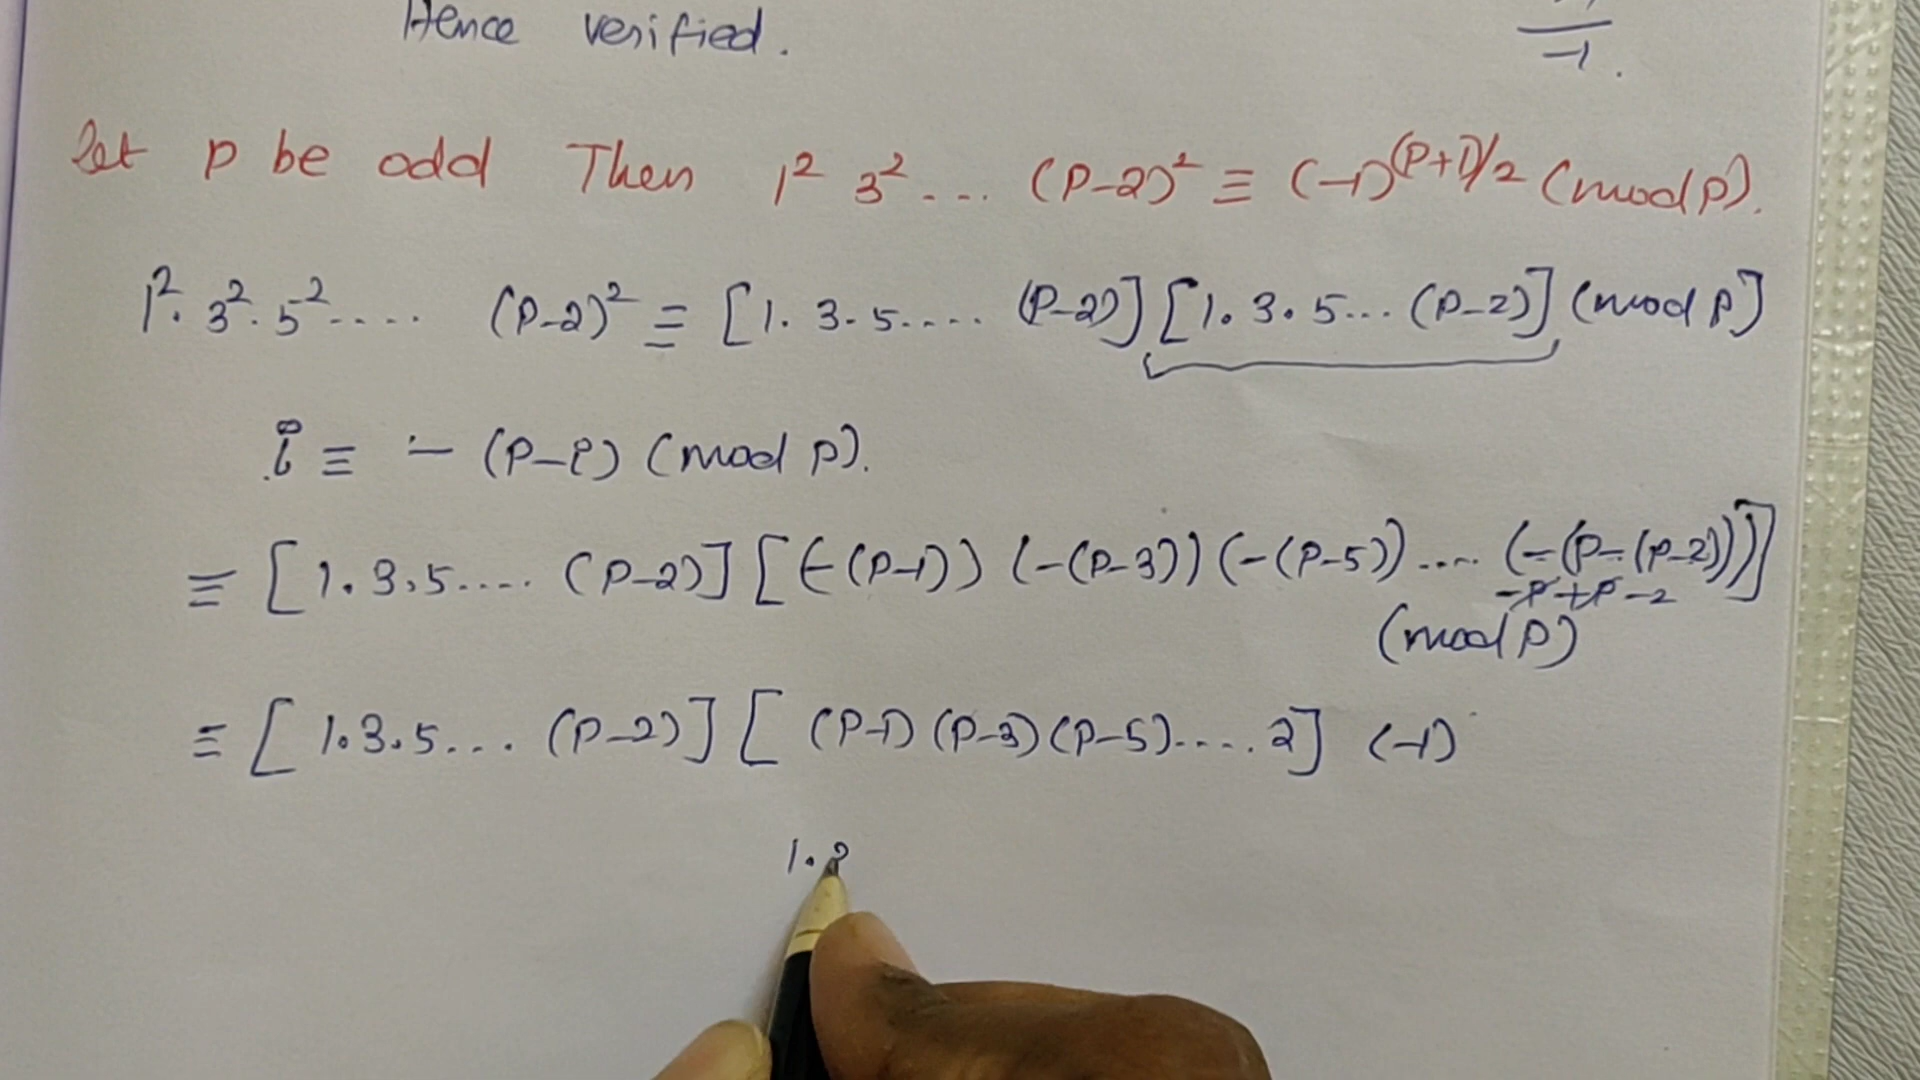 Hence verified.
-1.
Let p be odd Then 1² 3² ... (p-2)² ≡ (-1)^(p+1)/2 (mod p).
1². 3². 5² .... (p-2)² ≡ [1. 3. 5 .... (p-2)] [1. 3. 5 ... (p-2)] (mod p)
i ≡ - (p-i) (mod p).
≡ [1. 3. 5 .... (p-2)] [(-(p-1)) (-(p-3)) (-(p-5)) .... (-(p-(p-2)))]
-p+p-2
(mod p)
≡ [1. 3. 5 ... (p-2)] [(p-1) (p-3) (p-5) ..... 2] (-1)
1.